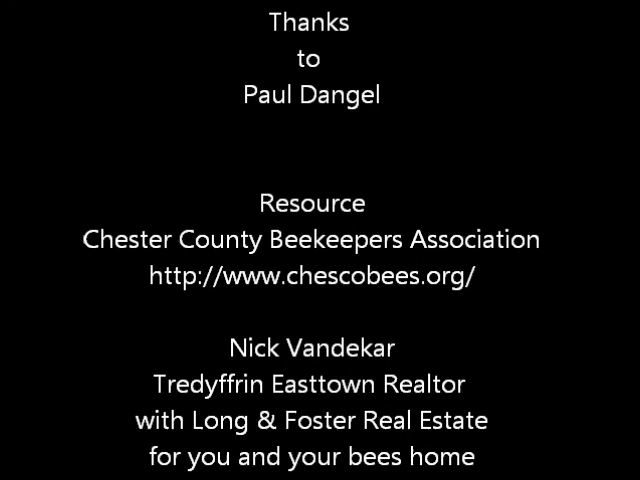 Thanks
to
Paul Dangel
Resource
Chester County Beekeepers Association
http://www.chescobees.org/
Nick Vandekar
Tredyffrin Easttown Realtor
with Long & Foster Real Estate
for you and your bees home